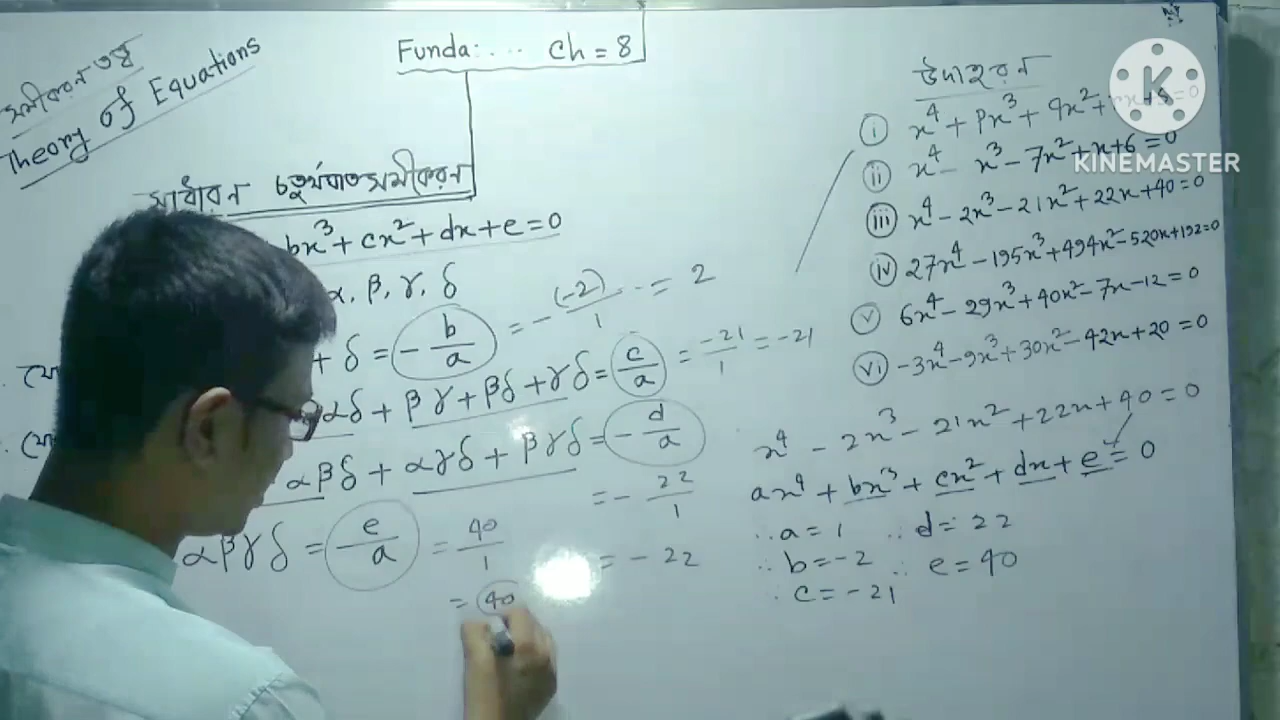 সমীকরণ তত্ত্ব
Theory of Equations
Funda:... Ch = 8
সাধারন চতুর্থঘাত সমীকরণ
bx³ + cx² + dx + e = 0
α, β, γ, δ
+ δ = - b/a = - (-2)/1 = 2
αδ + βγ + βδ + γδ = c/a = -21/1 = -21
αβδ + αγδ + βγδ = - d/a
= - 22/1
= - 22
αβγδ = e/a = 40/1
= 40
উদাহরন
(i) x⁴ + px³ + qx² +
(ii) x⁴ - x³ - 7x² + x + 6 = 0
(iii) x⁴ - 2x³ - 21x² + 22x + 40 = 0
(iv) 27x⁴ - 195x³ + 494x² - 520x + 192 = 0
(v) 6x⁴ - 29x³ + 40x² - 7x - 12 = 0
(vi) -3x⁴ - 9x³ + 30x² - 42x + 20 = 0
x⁴ - 2x³ - 21x² + 22x + 40 = 0
ax⁴ + bx³ + cx² + dx + e = 0
∴ a = 1 ∴ d = 22
∴ b = -2 ∴ e = 40
∴ c = -21
K
KINEMASTER